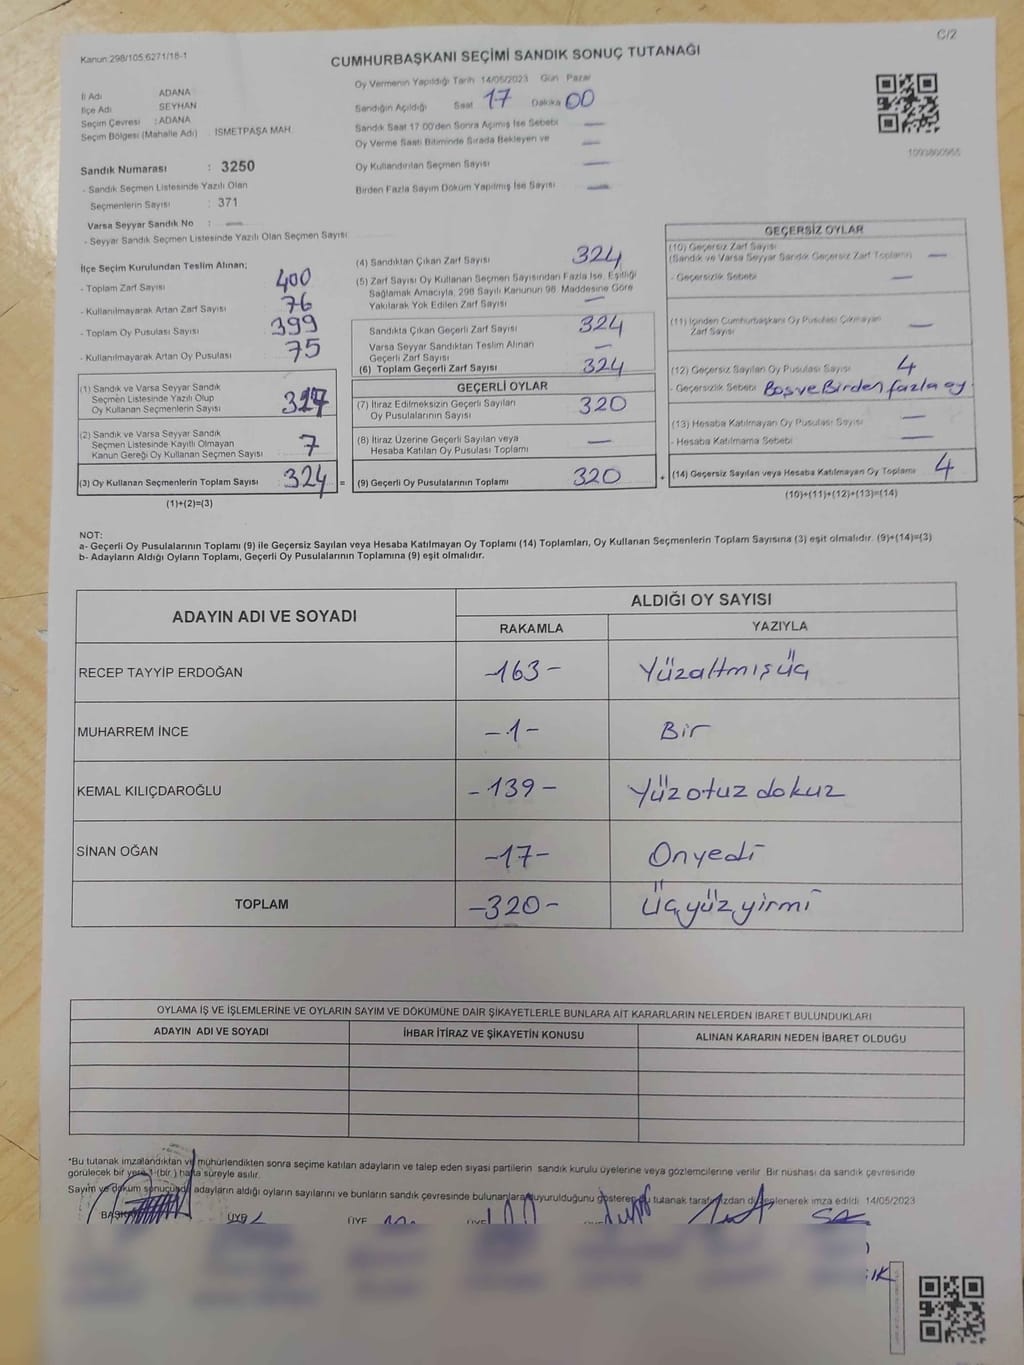 C/2
Kanun:298/105;6271/18-1
CUMHURBAŞKANI SEÇİMİ SANDIK SONUÇ TUTANAĞI
İl Adı ADANA
İlçe Adı SEYHAN
Seçim Çevresi : ADANA
Seçim Bölgesi (Mahalle Adı) İSMETPAŞA MAH.
Sandık Numarası : 3250
- Sandık Seçmen Listesinde Yazılı Olan
Seçmenlerin Sayısı : 371
Varsa Seyyar Sandık No : —
- Seyyar Sandık Seçmen Listesinde Yazılı Olan Seçmen Sayısı
Oy Vermenin Yapıldığı Tarih 14/05/2023 Gün Pazar
Sandığın Açıldığı Saat 17 Dakika 00
Sandık Saat 17:00'den Sonra Açılmış İse Sebebi —
Oy Verme Saati Bitiminde Sırada Bekleyen ve —
Oy Kullandırılan Seçmen Sayısı —
Birden Fazla Sayım Döküm Yapılmış İse Sayısı —
1093800955
İlçe Seçim Kurulundan Teslim Alınan;
- Toplam Zarf Sayısı 400
- Kullanılmayarak Artan Zarf Sayısı 76
- Toplam Oy Pusulası Sayısı 399
- Kullanılmayarak Artan Oy Pusulası 75
(1) Sandık ve Varsa Seyyar Sandık
Seçmen Listesinde Yazılı Olup
Oy Kullanan Seçmenlerin Sayısı 317
(2) Sandık ve Varsa Seyyar Sandık
Seçmen Listesinde Kayıtlı Olmayan
Kanun Gereği Oy Kullanan Seçmen Sayısı 7
(3) Oy Kullanan Seçmenlerin Toplam Sayısı 324 =
(1)+(2)=(3)
(4) Sandıktan Çıkan Zarf Sayısı 324
(5) Zarf Sayısı Oy Kullanan Seçmen Sayısından Fazla İse, Eşitliği
Sağlamak Amacıyla, 298 Sayılı Kanunun 98. Maddesine Göre
Yakılarak Yok Edilen Zarf Sayısı —
Sandıkta Çıkan Geçerli Zarf Sayısı 324
Varsa Seyyar Sandıktan Teslim Alınan
Geçerli Zarf Sayısı —
(6) Toplam Geçerli Zarf Sayısı 324
GEÇERLİ OYLAR
(7) İtiraz Edilmeksizin Geçerli Sayılan
Oy Pusulalarının Sayısı 320
(8) İtiraz Üzerine Geçerli Sayılan veya
Hesaba Katılan Oy Pusulası Toplamı —
(9) Geçerli Oy Pusulalarının Toplamı 320 +
GEÇERSİZ OYLAR
(10) Geçersiz Zarf Sayısı
(Sandık ve Varsa Seyyar Sandık Geçersiz Zarf Toplamı) —
- Geçersizlik Sebebi —
(11) İçinden Cumhurbaşkanı Oy Pusulası Çıkmayan
Zarf Sayısı —
(12) Geçersiz Sayılan Oy Pusulası Sayısı 4
- Geçersizlik Sebebi Boş ve Birden fazla oy.
(13) Hesaba Katılmayan Oy Pusulası Sayısı —
- Hesaba Katılmama Sebebi —
(14) Geçersiz Sayılan veya Hesaba Katılmayan Oy Toplamı 4
(10)+(11)+(12)+(13)=(14)
NOT:
a- Geçerli Oy Pusulalarının Toplamı (9) ile Geçersiz Sayılan veya Hesaba Katılmayan Oy Toplamı (14) Toplamları, Oy Kullanan Seçmenlerin Toplam Sayısına (3) eşit olmalıdır. (9)+(14)=(3)
b- Adayların Aldığı Oyların Toplamı, Geçerli Oy Pusulalarının Toplamına (9) eşit olmalıdır.
ADAYIN ADI VE SOYADI ALDIĞI OY SAYISI
RAKAMLA YAZIYLA
RECEP TAYYİP ERDOĞAN -163- Yüzaltmışüç
MUHARREM İNCE -1- Bir
KEMAL KILIÇDAROĞLU -139- Yüzotuz dokuz
SİNAN OĞAN -17- Onyedi
TOPLAM -320- Üçyüzyirmi
OYLAMA İŞ VE İŞLEMLERİNE VE OYLARIN SAYIM VE DÖKÜMÜNE DAİR ŞİKAYETLERLE BUNLARA AİT KARARLARIN NELERDEN İBARET BULUNDUKLARI
ADAYIN ADI VE SOYADI İHBAR İTİRAZ VE ŞİKAYETİN KONUSU ALINAN KARARIN NEDEN İBARET OLDUĞU
*Bu tutanak imzalandıktan ve mühürlendikten sonra seçime katılan adayların ve talep eden siyasi partilerin sandık kurulu üyelerine veya gözlemcilerine verilir. Bir nüshası da sandık çevresinde
görülecek bir yere 1 (bir) hafta süreyle asılır.
Sayım ve döküm sonucunda adayların aldığı oyların sayılarını ve bunların sandık çevresinde bulunanlara duyurulduğunu gösteren bu tutanak tarafımızdan düzenlenerek imza edildi. 14/05/2023
BAŞKAN ÜYE ÜYE ÜYE